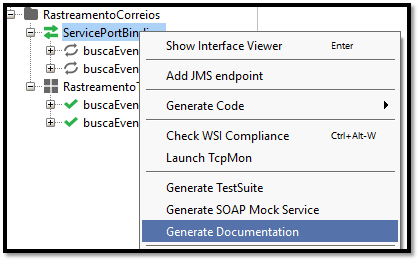 RastreamentoCorreios
ServicePortBindin
buscaEven
buscaEven
RastreamentoT
buscaEven
buscaEven
Show Interface Viewer Enter
Add JMS endpoint
Generate Code
Check WSI Compliance Ctrl+Alt-W
Launch TcpMon
Generate TestSuite
Generate SOAP Mock Service
Generate Documentation